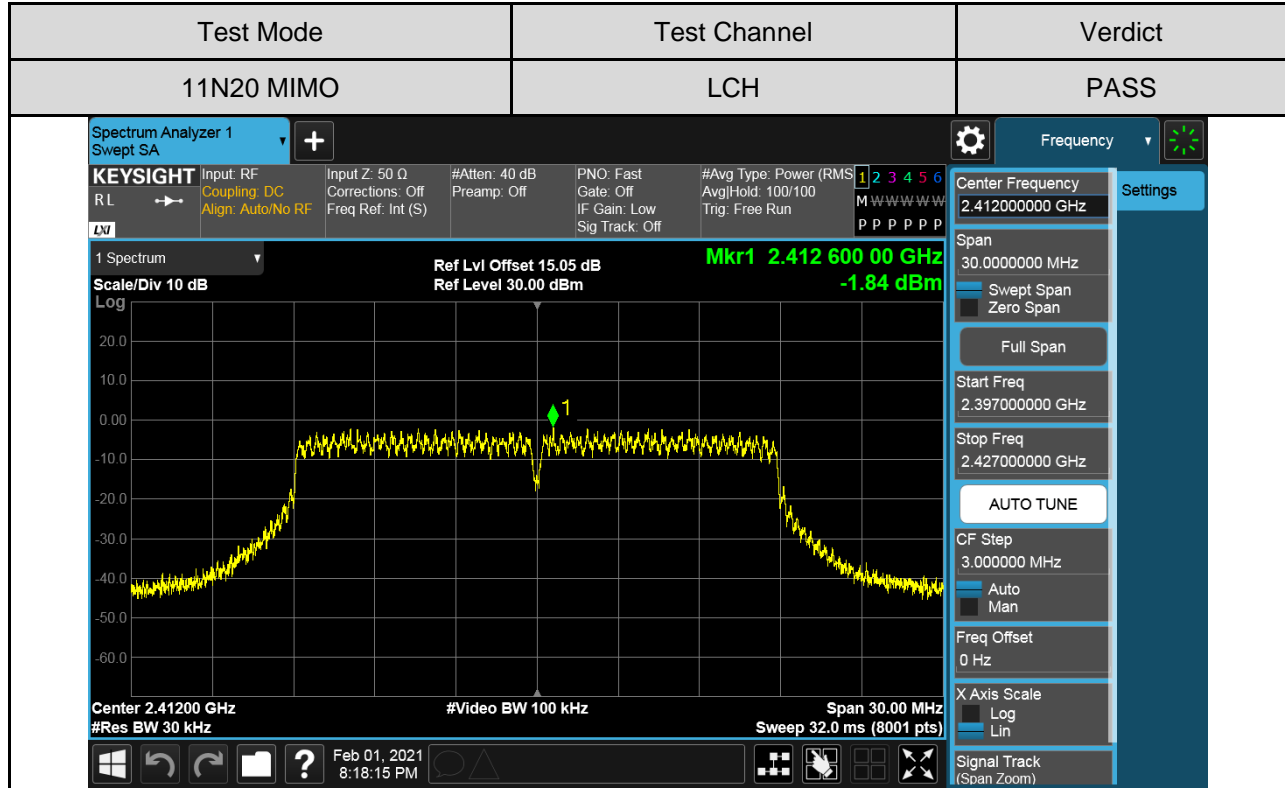 Test Mode Test Channel Verdict
11N20 MIMO LCH PASS
Spectrum Analyzer 1
Swept SA
+
Frequency
KEYSIGHT Input: RF Input Z: 50 Ω #Atten: 40 dB PNO: Fast #Avg Type: Power (RMS 1 2 3 4 5 6
R L Coupling: DC Corrections: Off Preamp: Off Gate: Off Avg|Hold: 100/100 M W W W W W
Align: Auto/No RF Freq Ref: Int (S) IF Gain: Low Trig: Free Run
LXI Sig Track: Off P P P P P P
1 Spectrum
Scale/Div 10 dB
Ref Lvl Offset 15.05 dB
Ref Level 30.00 dBm
Mkr1 2.412 600 00 GHz
-1.84 dBm
Log
20.0
10.0
0.00
-10.0
-20.0
-30.0
-40.0
-50.0
-60.0
1
Center 2.41200 GHz #Video BW 100 kHz Span 30.00 MHz
#Res BW 30 kHz Sweep 32.0 ms (8001 pts)
? Feb 01, 2021
8:18:15 PM
Center Frequency
2.412000000 GHz
Settings
Span
30.0000000 MHz
Swept Span
Zero Span
Full Span
Start Freq
2.397000000 GHz
Stop Freq
2.427000000 GHz
AUTO TUNE
CF Step
3.000000 MHz
Auto
Man
Freq Offset
0 Hz
X Axis Scale
Log
Lin
Signal Track
(Span Zoom)